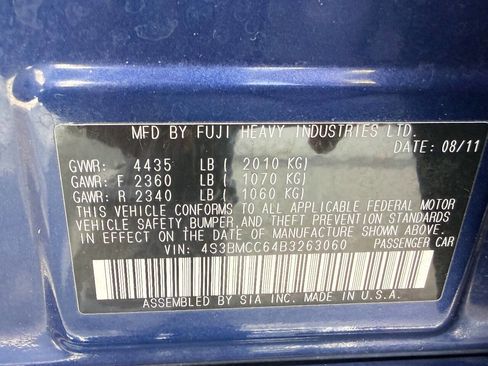 MFD BY FUJI HEAVY INDUSTRIES LTD.
DATE: 08/11
GVWR: 4435 LB ( 2010 KG)
GAWR: F 2360 LB ( 1070 KG)
GAWR: R 2340 LB ( 1060 KG)
THIS VEHICLE CONFORMS TO ALL APPLICABLE FEDERAL MOTOR
VEHICLE SAFETY,BUMPER,AND THEFT PREVENTION STANDARDS
IN EFFECT ON THE DATE OF MANUFACTURE SHOWN ABOVE.
VIN: 4S3BMCC64B3263060 PASSENGER CAR
ASSEMBLED BY SIA INC. MADE IN U.S.A.